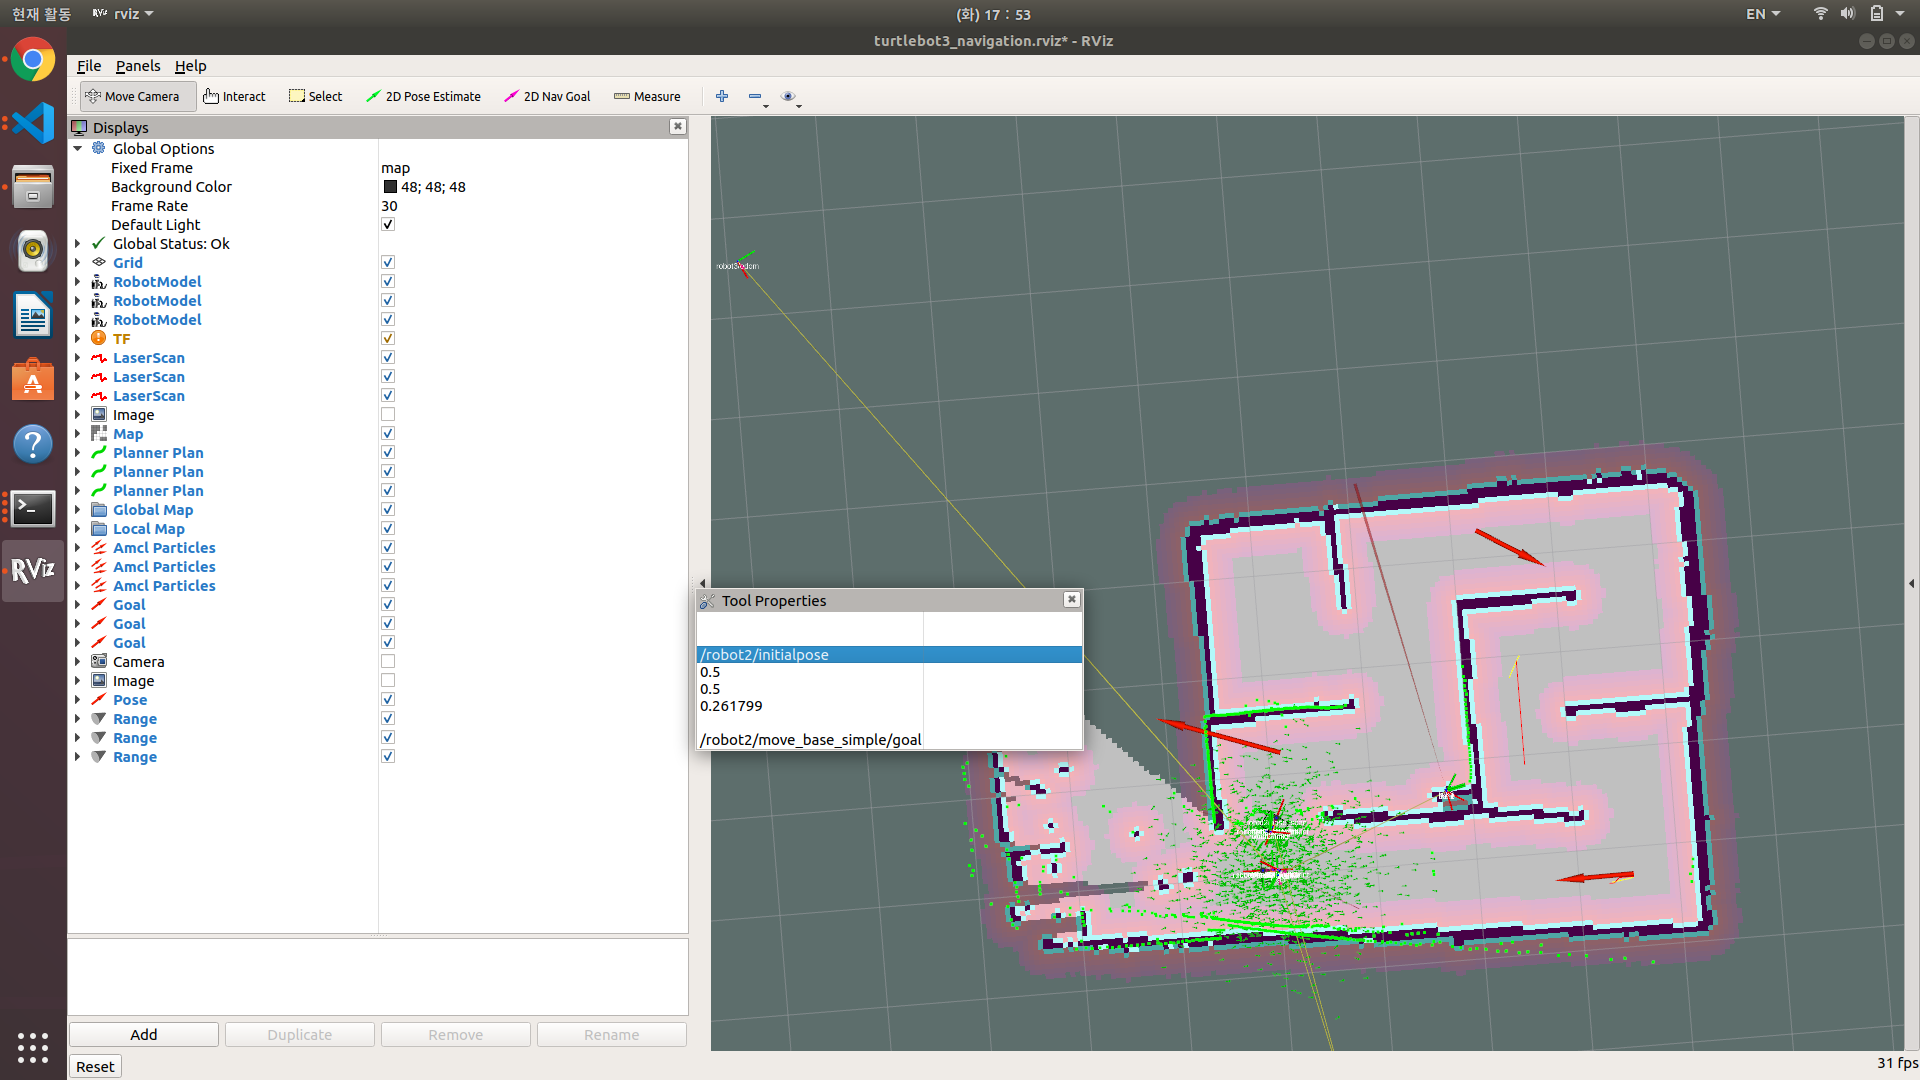 현재 활동
RViz rviz
(화) 17 : 53
EN
turtlebot3_navigation.rviz* - RViz
File Panels Help
Move Camera Interact Select 2D Pose Estimate 2D Nav Goal Measure
Displays
Global Options
Fixed Frame map
Background Color 48; 48; 48
Frame Rate 30
Default Light
Global Status: Ok
Grid
RobotModel
RobotModel
RobotModel
TF
LaserScan
LaserScan
LaserScan
Image
Map
Planner Plan
Planner Plan
Planner Plan
Global Map
Local Map
Amcl Particles
Amcl Particles
Amcl Particles
Goal
Goal
Goal
Camera
Image
Pose
Range
Range
Range
Add Duplicate Remove Rename
Reset
RViz
robot3/odom
Tool Properties
/robot2/initialpose
0.5
0.5
0.261799
/robot2/move_base_simple/goal
31 fps